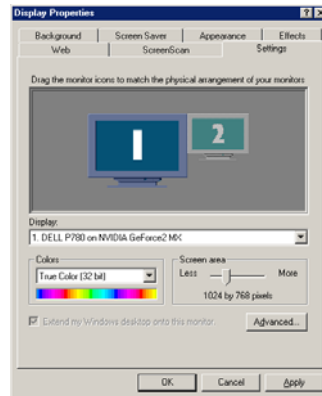 Display Properties
Background Screen Saver Appearance Effects
Web ScreenScan Settings
Drag the monitor icons to match the physical arrangement of your monitors
1 2
Display:
1. DELL P780 on NVIDIA GeForce2 MX
Colors Screen area
True Color (32 bit) Less More
1024 by 768 pixels
Extend my Windows desktop onto this monitor. Advanced...
OK Cancel Apply